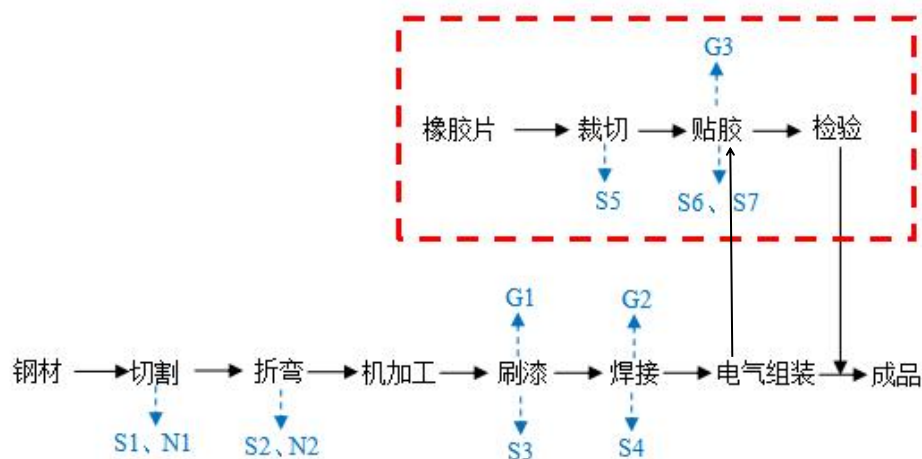 G3
橡胶片 裁切 贴胶 检验
S5 S6、S7
G1 G2
钢材 切割 折弯 机加工 刷漆 焊接 电气组装 成品
S1、N1 S2、N2 S3 S4